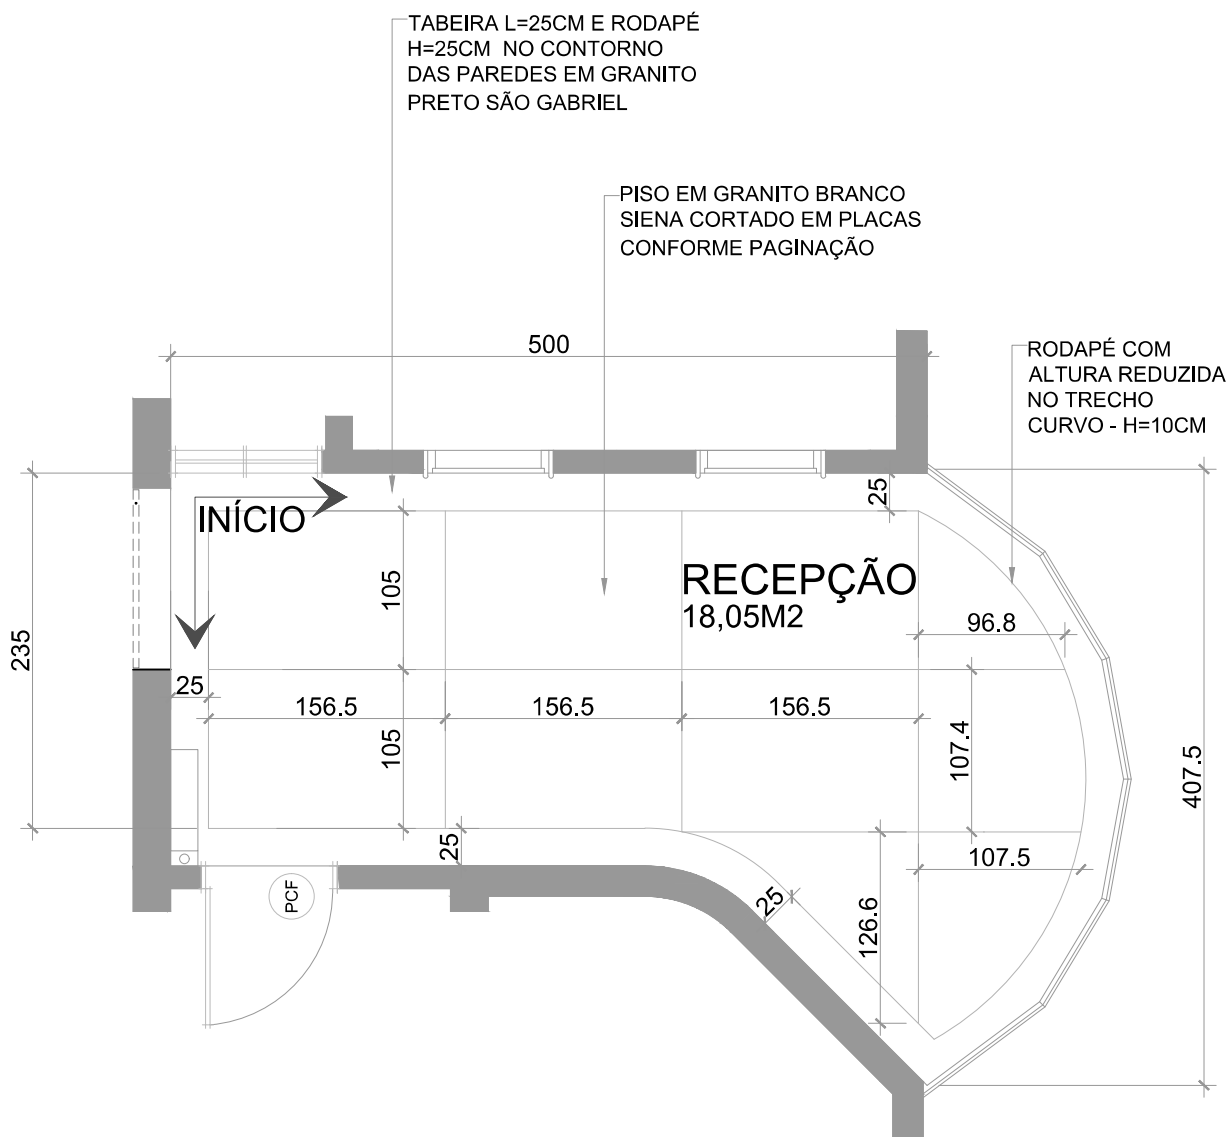 TABEIRA L=25CM E RODAPÉ
H=25CM NO CONTORNO
DAS PAREDES EM GRANITO
PRETO SÃO GABRIEL
PISO EM GRANITO BRANCO
SIENA CORTADO EM PLACAS
CONFORME PAGINAÇÃO
500
RODAPÉ COM
ALTURA REDUZIDA
NO TRECHO
CURVO - H=10CM
25
INÍCIO
RECEPÇÃO
18,05M2
105
96.8
235
25
156.5
156.5
156.5
107.4
407.5
105
25
107.5
PCF
25
126.6